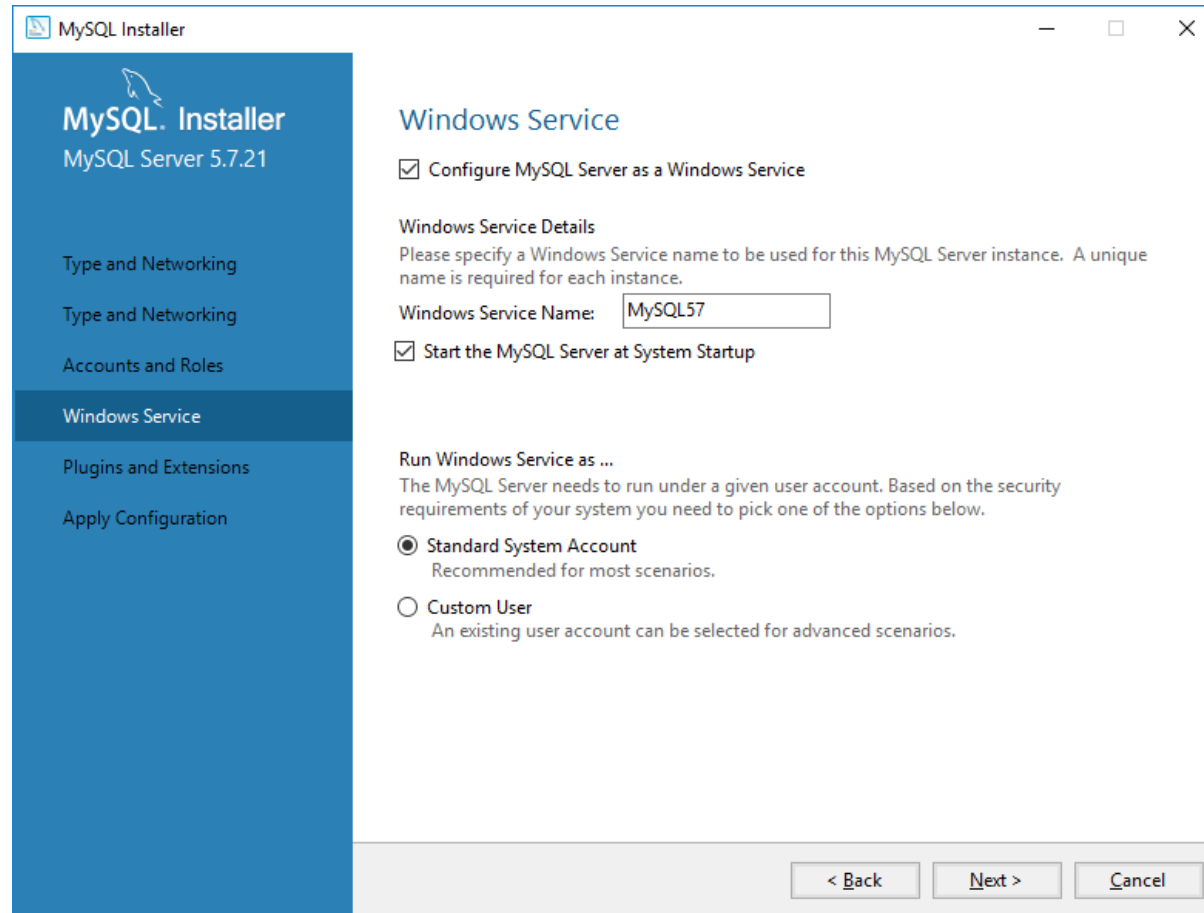 MySQL Installer
MySQL. Installer
MySQL Server 5.7.21
Type and Networking
Type and Networking
Accounts and Roles
Windows Service
Plugins and Extensions
Apply Configuration
Windows Service
Configure MySQL Server as a Windows Service
Windows Service Details
Please specify a Windows Service name to be used for this MySQL Server instance. A unique
name is required for each instance.
Windows Service Name: MySQL57
Start the MySQL Server at System Startup
Run Windows Service as ...
The MySQL Server needs to run under a given user account. Based on the security
requirements of your system you need to pick one of the options below.
Standard System Account
Recommended for most scenarios.
Custom User
An existing user account can be selected for advanced scenarios.
< Back Next > Cancel